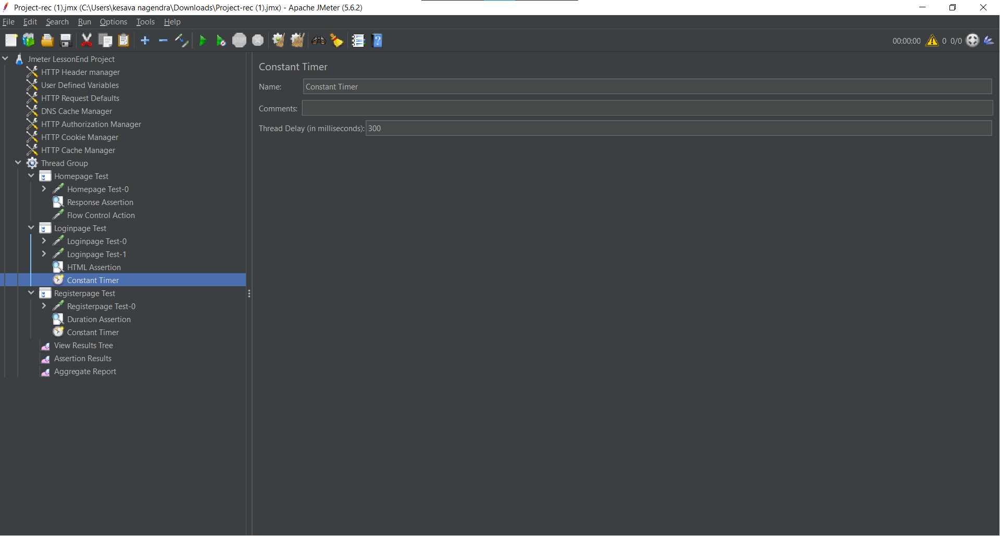 Project-rec (1).jmx (C:\Users\kesava nagendra\Downloads\Project-rec (1).jmx) - Apache JMeter (5.6.2)
File Edit Search Run Options Tools Help
STOP
00:00:00 0 0/0
Jmeter LessonEnd Project
HTTP Header manager
User Defined Variables
HTTP Request Defaults
DNS Cache Manager
HTTP Authorization Manager
HTTP Cookie Manager
HTTP Cache Manager
Thread Group
Homepage Test
Homepage Test-0
Response Assertion
Flow Control Action
Loginpage Test
Loginpage Test-0
Loginpage Test-1
HTML Assertion
Constant Timer
Registerpage Test
Registerpage Test-0
Duration Assertion
Constant Timer
View Results Tree
Assertion Results
Aggregate Report
Constant Timer
Name: Constant Timer
Comments:
Thread Delay (in milliseconds): 300